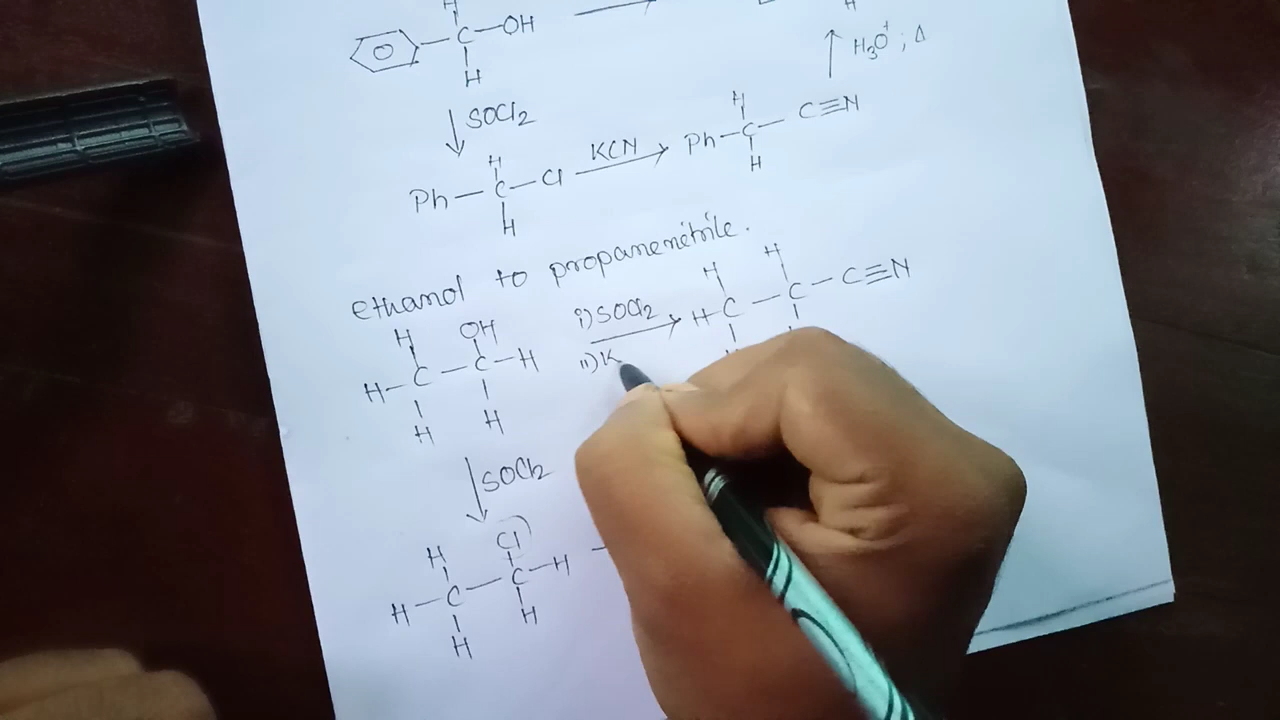 H
C—OH
H
H
H₃O⁺ ; Δ
↓ SOCl₂
H
Ph—C—Cl
H
KCN
H
Ph—C—C≡N
H
ethanol to propanenitrile.
H OH
H—C—C—H
H H
i) SOCl₂
ii) K
H H
H—C—C—C≡N
↓ SOCl₂
H Cl
H—C—C—H
H H